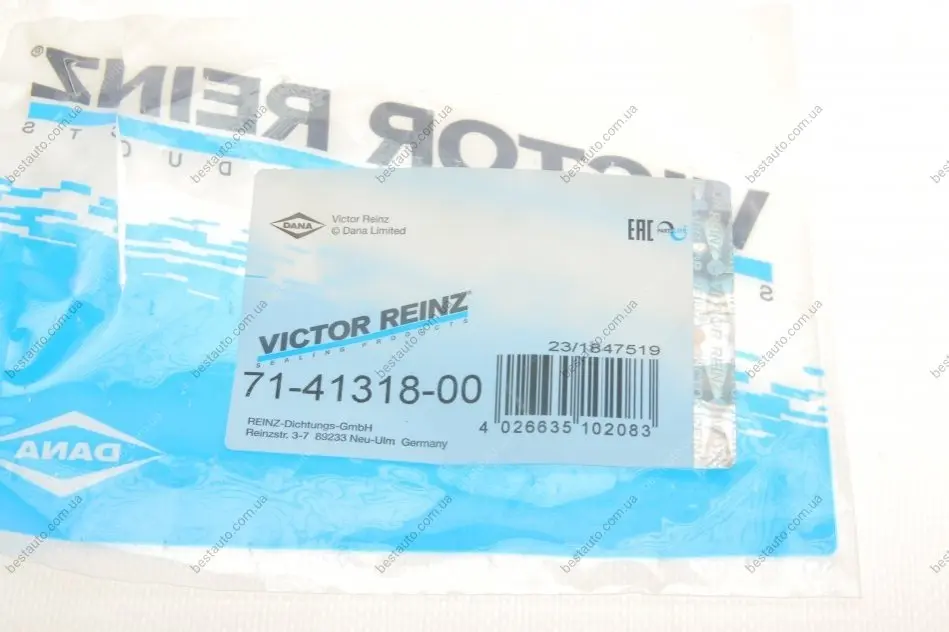 VICTOR REINZ®
DANA
Victor Reinz
© Dana Limited
EAC
VICTOR REINZ®
SEALING PRODUCTS
23/1847519
71-41318-00
4 026635 102083
REINZ-Dichtungs-GmbH
Reinzstr. 3-7 89233 Neu-Ulm Germany
DANA
bestauto.com.ua